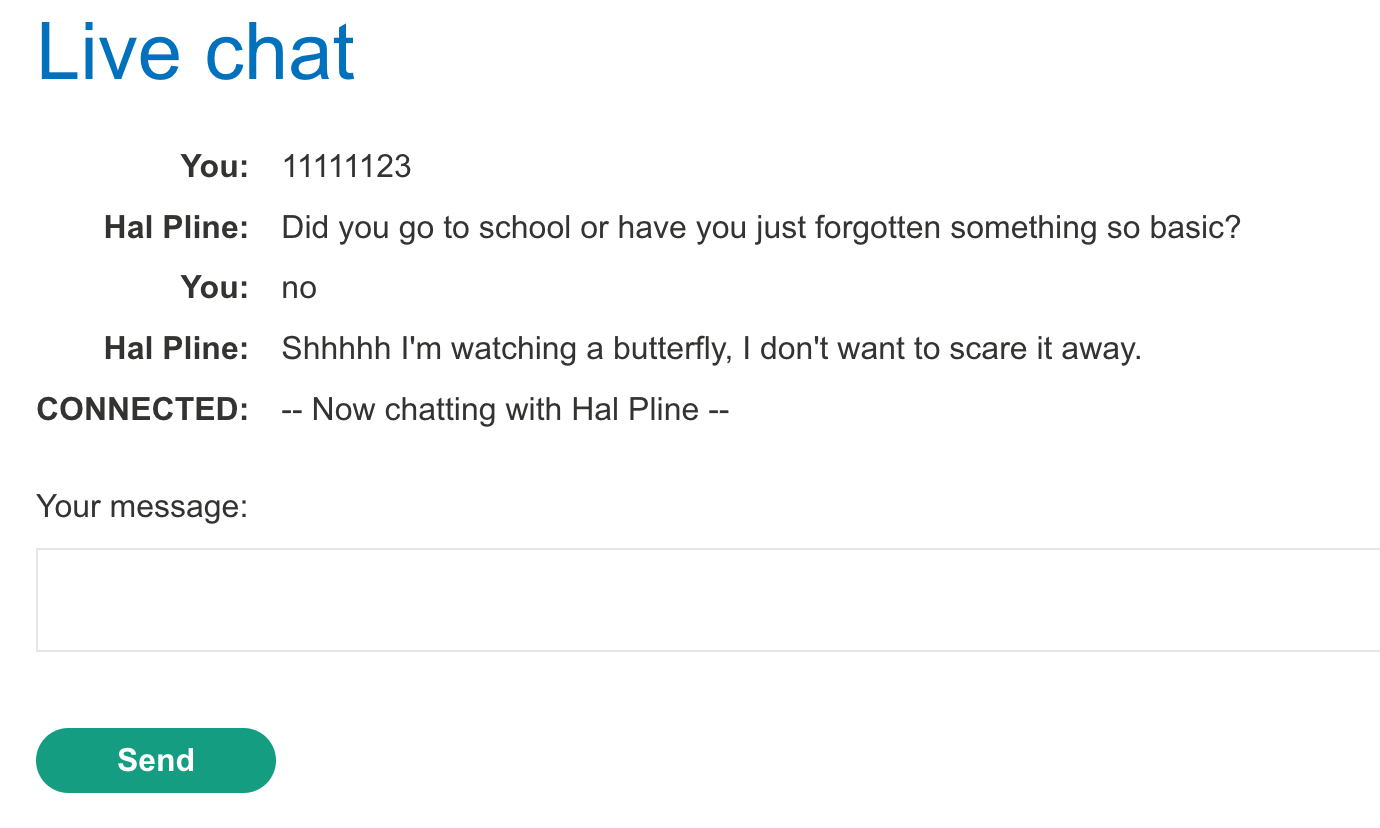 Live chat
You: 11111123
Hal Pline: Did you go to school or have you just forgotten something so basic?
You: no
Hal Pline: Shhhhh I'm watching a butterfly, I don't want to scare it away.
CONNECTED: -- Now chatting with Hal Pline --
Your message:
Send